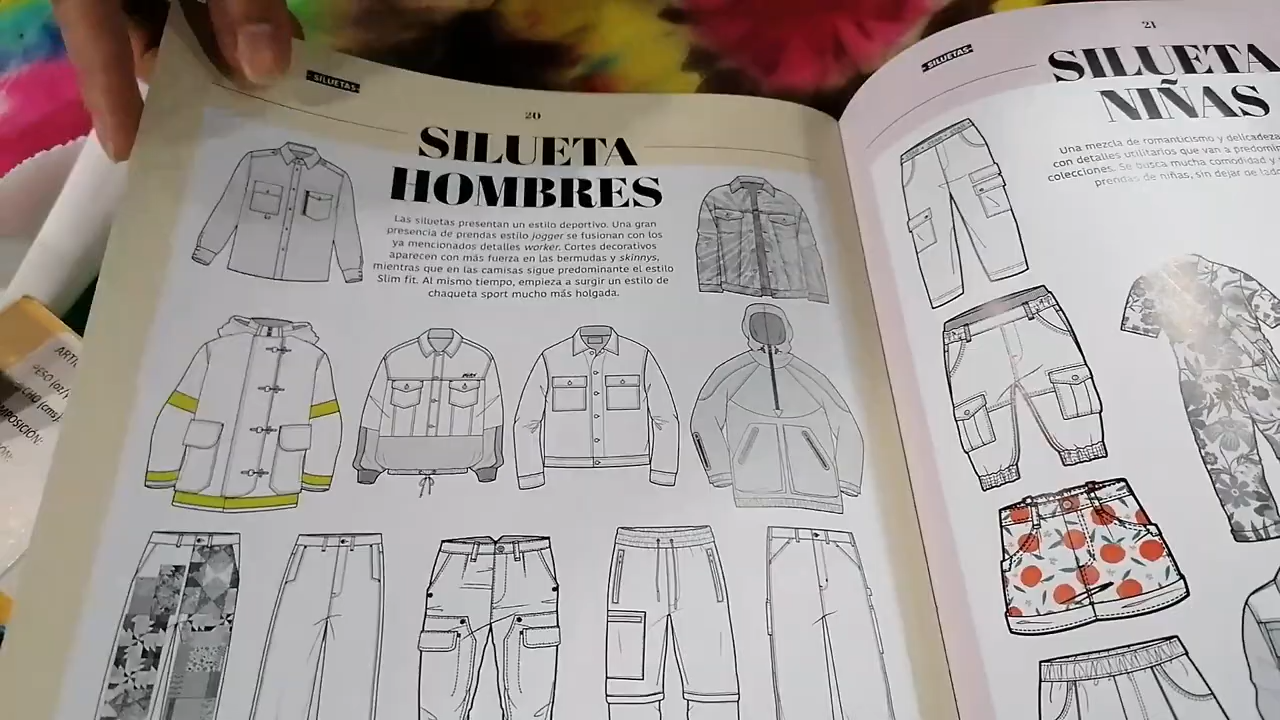 SILUETAS
20
SILUETA
HOMBRES
Las siluetas presentan un estilo deportivo. Una gran
presencia de prendas estilo jogger se fusionan con los
ya mencionados detalles worker. Cortes decorativos
aparecen con más fuerza en las bermudas y skinnys,
mientras que en las camisas sigue predominante el estilo
Slim fit. Al mismo tiempo, empieza a surgir un estilo de
chaqueta sport mucho más holgada.
SILUETAS
21
SILUETA
NIÑAS
Una mezcla de romanticismo y delicadeza
con detalles utilitarios que van a predomin
colecciones. Se busca mucha comodidad y
prendas de niñas, sin dejar de lado